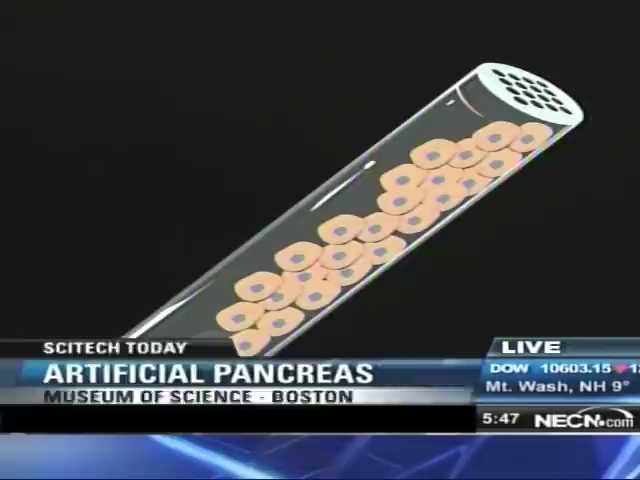 SCITECH TODAY
ARTIFICIAL PANCREAS
MUSEUM OF SCIENCE - BOSTON
LIVE
DOW 10603.15
Mt. Wash, NH 9°
5:47 NECN.com